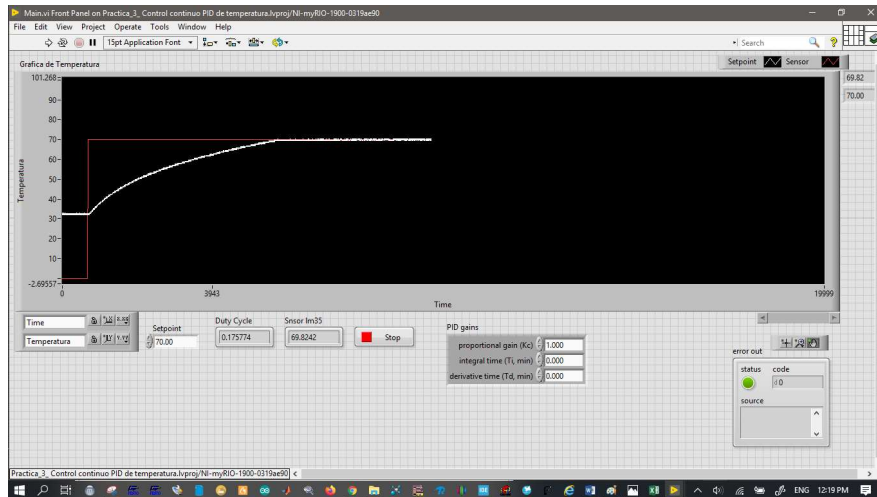 Main.vi Front Panel on Practica_3_ Control continuo PID de temperatura.lvproj/NI-myRIO-1900-0319ae90
File Edit View Project Operate Tools Window Help
15pt Application Font
Search
Grafica de Temperatura
Setpoint Sensor
69.82
70.00
101.268
90
80
70
60
50
40
30
20
10
-2.69557
Temperatura
0 3943 19999
Time
Time
Temperatura
Setpoint
70.00
Duty Cycle
0.175774
Snsor lm35
69.8242
Stop
PID gains
proportional gain (Kc) 1.000
integral time (Ti, min) 0.000
derivative time (Td, min) 0.000
error out
status code
d 0
source
Practica_3_ Control continuo PID de temperatura.lvproj/NI-myRIO-1900-0319ae90
ENG 12:19 PM